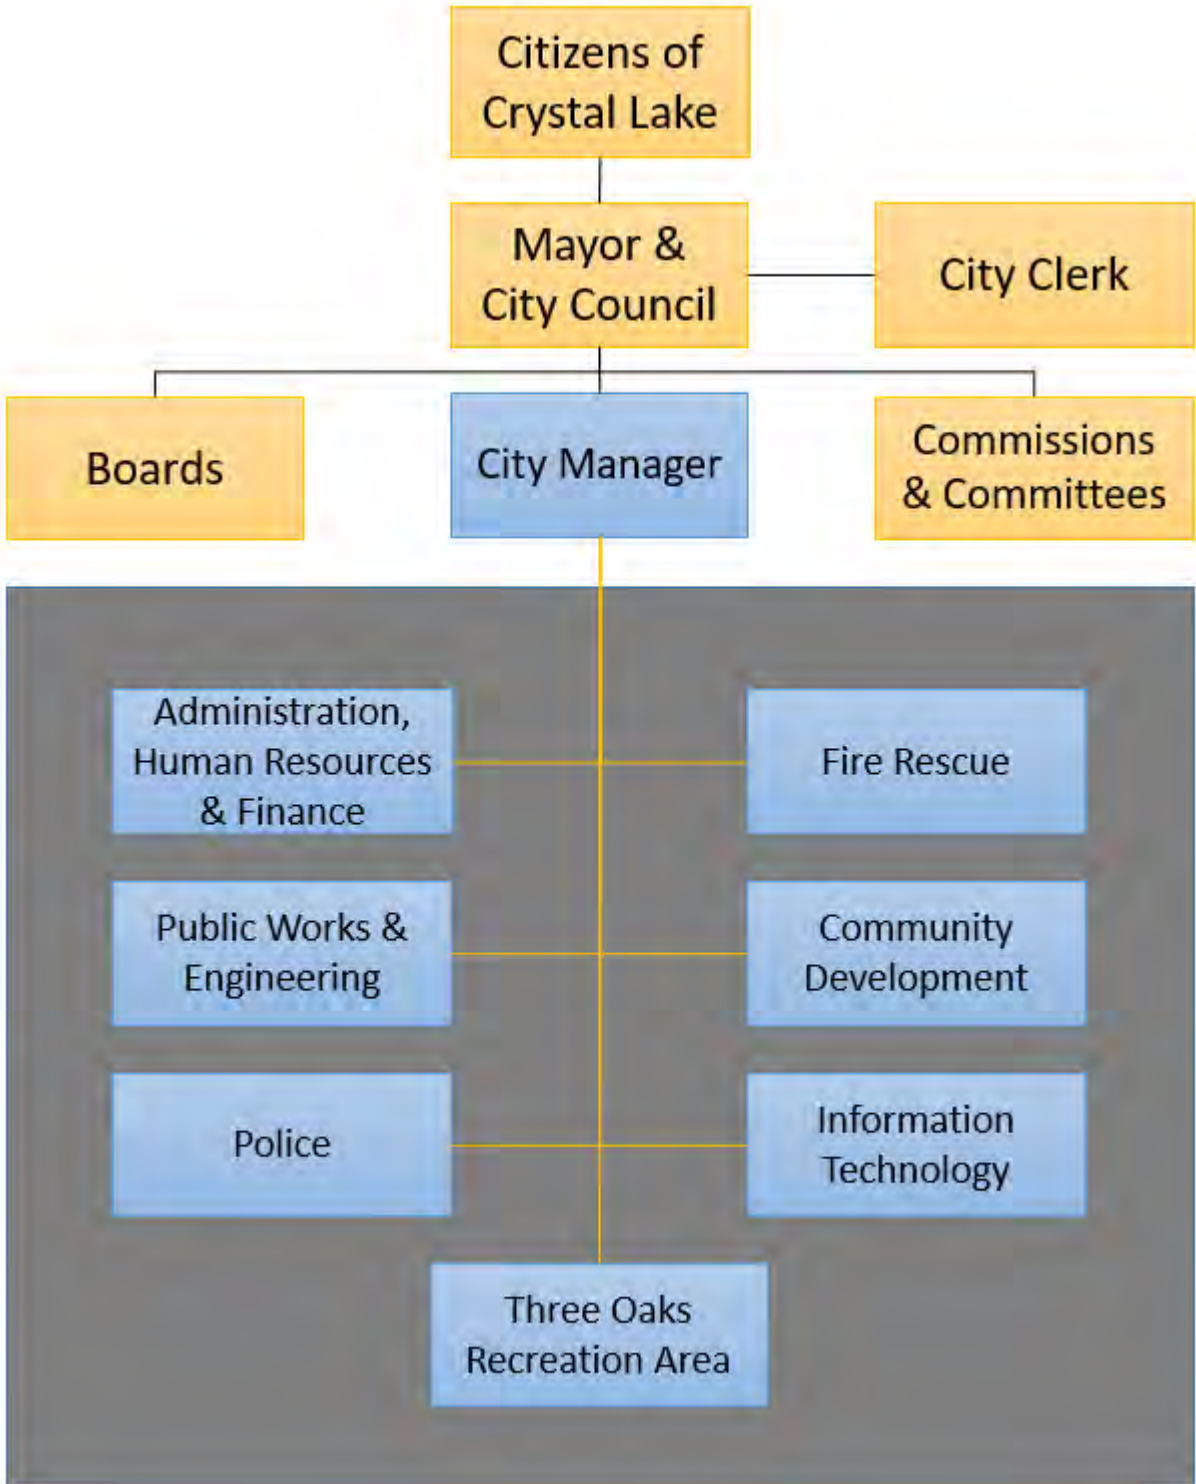 Citizens of
Crystal Lake
Mayor &
City Council
City Clerk
Boards
City Manager
Commissions
& Committees
Administration,
Human Resources
& Finance
Fire Rescue
Public Works &
Engineering
Community
Development
Police
Information
Technology
Three Oaks
Recreation Area